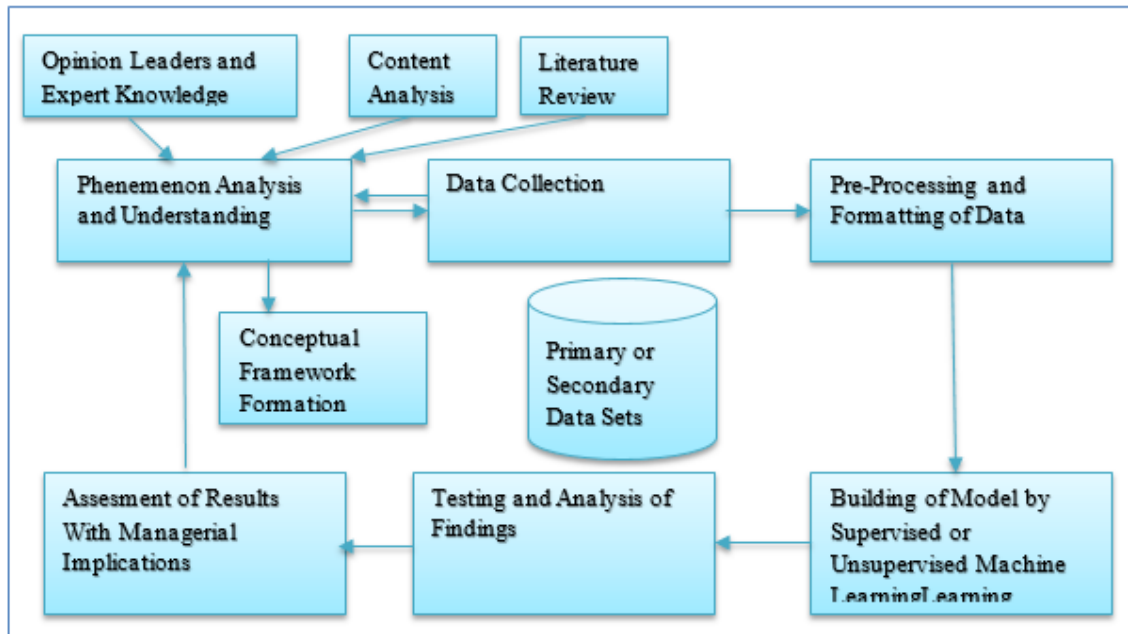 Opinion Leaders and
Expert Knowledge
Content
Analysis
Literature
Review
Phenemenon Analysis
and Understanding
Data Collection
Pre-Processing and
Formatting of Data
Conceptual
Framework
Formation
Primary or
Secondary
Data Sets
Assesment of Results
With Managerial
Implications
Testing and Analysis of
Findings
Building of Model by
Supervised or
Unsupervised Machine
LearningLearning